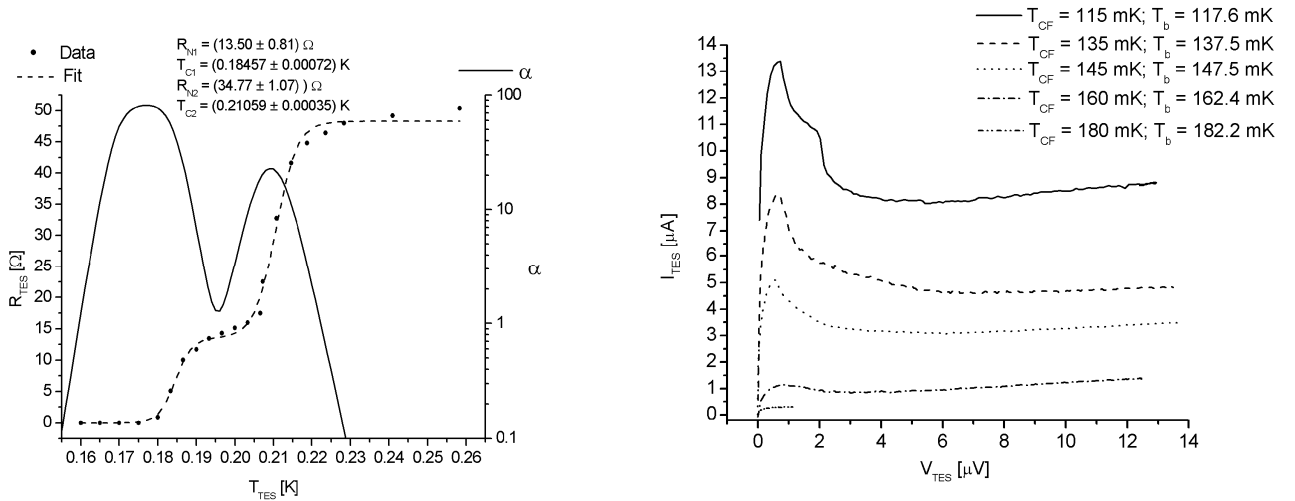 Data
Fit
R_N1 = (13.50 ± 0.81) Ω
T_C1 = (0.18457 ± 0.00072) K
R_N2 = (34.77 ± 1.07) ) Ω
T_C2 = (0.21059 ± 0.00035) K
α
50
45
40
35
30
25
20
15
10
5
0
R_TES [Ω]
100
10
1
0.1
α
0.16 0.17 0.18 0.19 0.20 0.21 0.22 0.23 0.24 0.25 0.26
T_TES [K]
T_CF = 115 mK; T_b = 117.6 mK
T_CF = 135 mK; T_b = 137.5 mK
T_CF = 145 mK; T_b = 147.5 mK
T_CF = 160 mK; T_b = 162.4 mK
T_CF = 180 mK; T_b = 182.2 mK
14
13
12
11
10
9
8
7
6
5
4
3
2
1
0
I_TES [μA]
0 2 4 6 8 10 12 14
V_TES [μV]